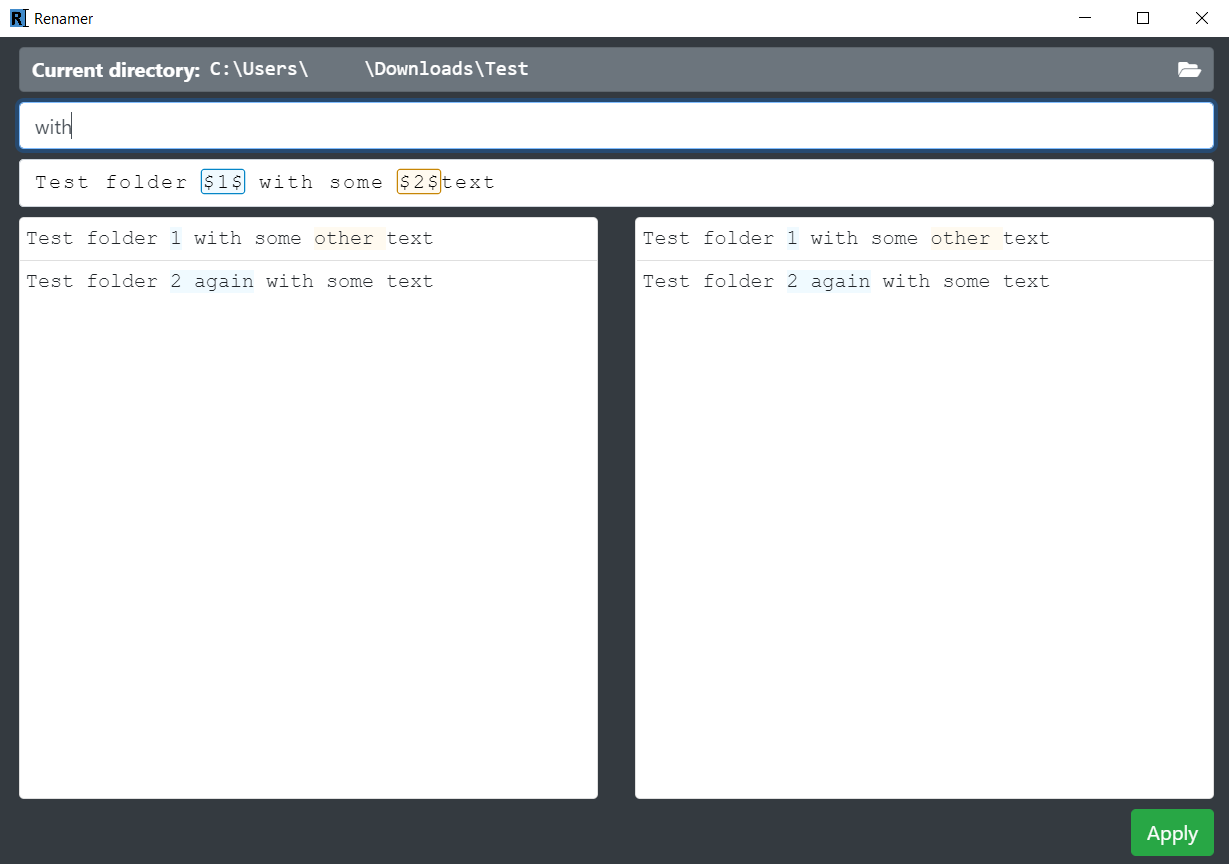 R Renamer
Current directory: C:\Users\ \Downloads\Test
with
Test folder $1$ with some $2$text
Test folder 1 with some other text
Test folder 2 again with some text
Test folder 1 with some other text
Test folder 2 again with some text
Apply